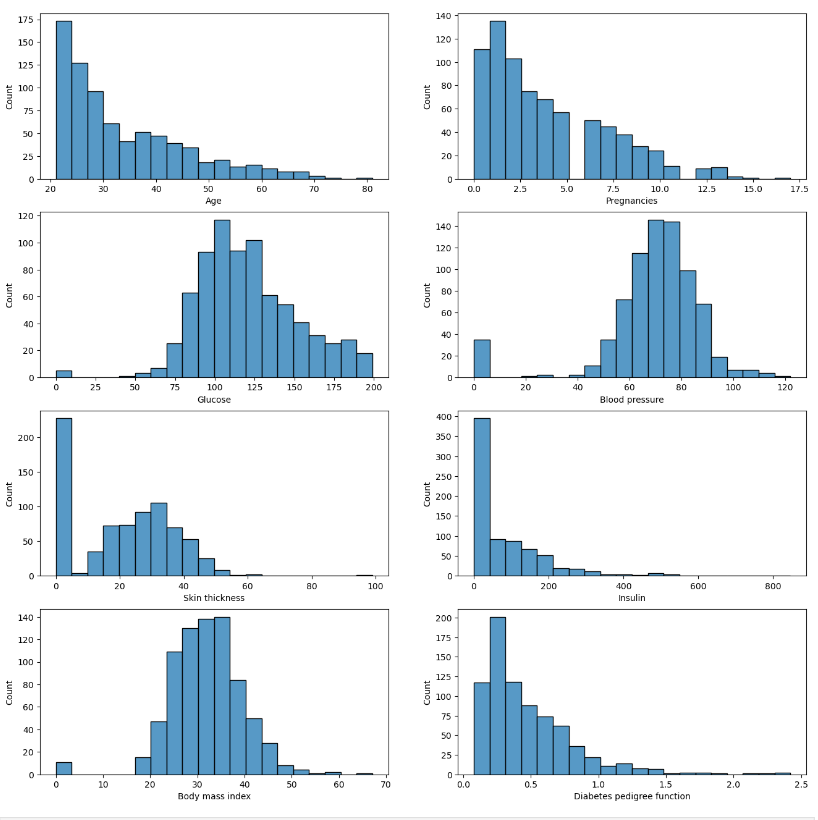 175
150
125
100
75
50
25
0
Count
20 30 40 50 60 70 80
Age
140
120
100
80
60
40
20
0
Count
0.0 2.5 5.0 7.5 10.0 12.5 15.0 17.5
Pregnancies
120
100
80
60
40
20
0
Count
0 25 50 75 100 125 150 175 200
Glucose
140
120
100
80
60
40
20
0
Count
0 20 40 60 80 100 120
Blood pressure
200
150
100
50
0
Count
0 20 40 60 80 100
Skin thickness
400
350
300
250
200
150
100
50
0
Count
0 200 400 600 800
Insulin
140
120
100
80
60
40
20
0
Count
0 10 20 30 40 50 60 70
Body mass index
200
175
150
125
100
75
50
25
0
Count
0.0 0.5 1.0 1.5 2.0 2.5
Diabetes pedigree function